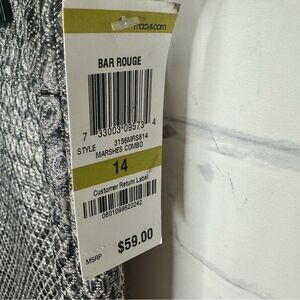 macys.com
BAR ROUGE
7 33003 09573 4
STYLE 3156MRS814
MARSHES COMBO
14
Customer Return Label
0801099620242
MSRP $59.00